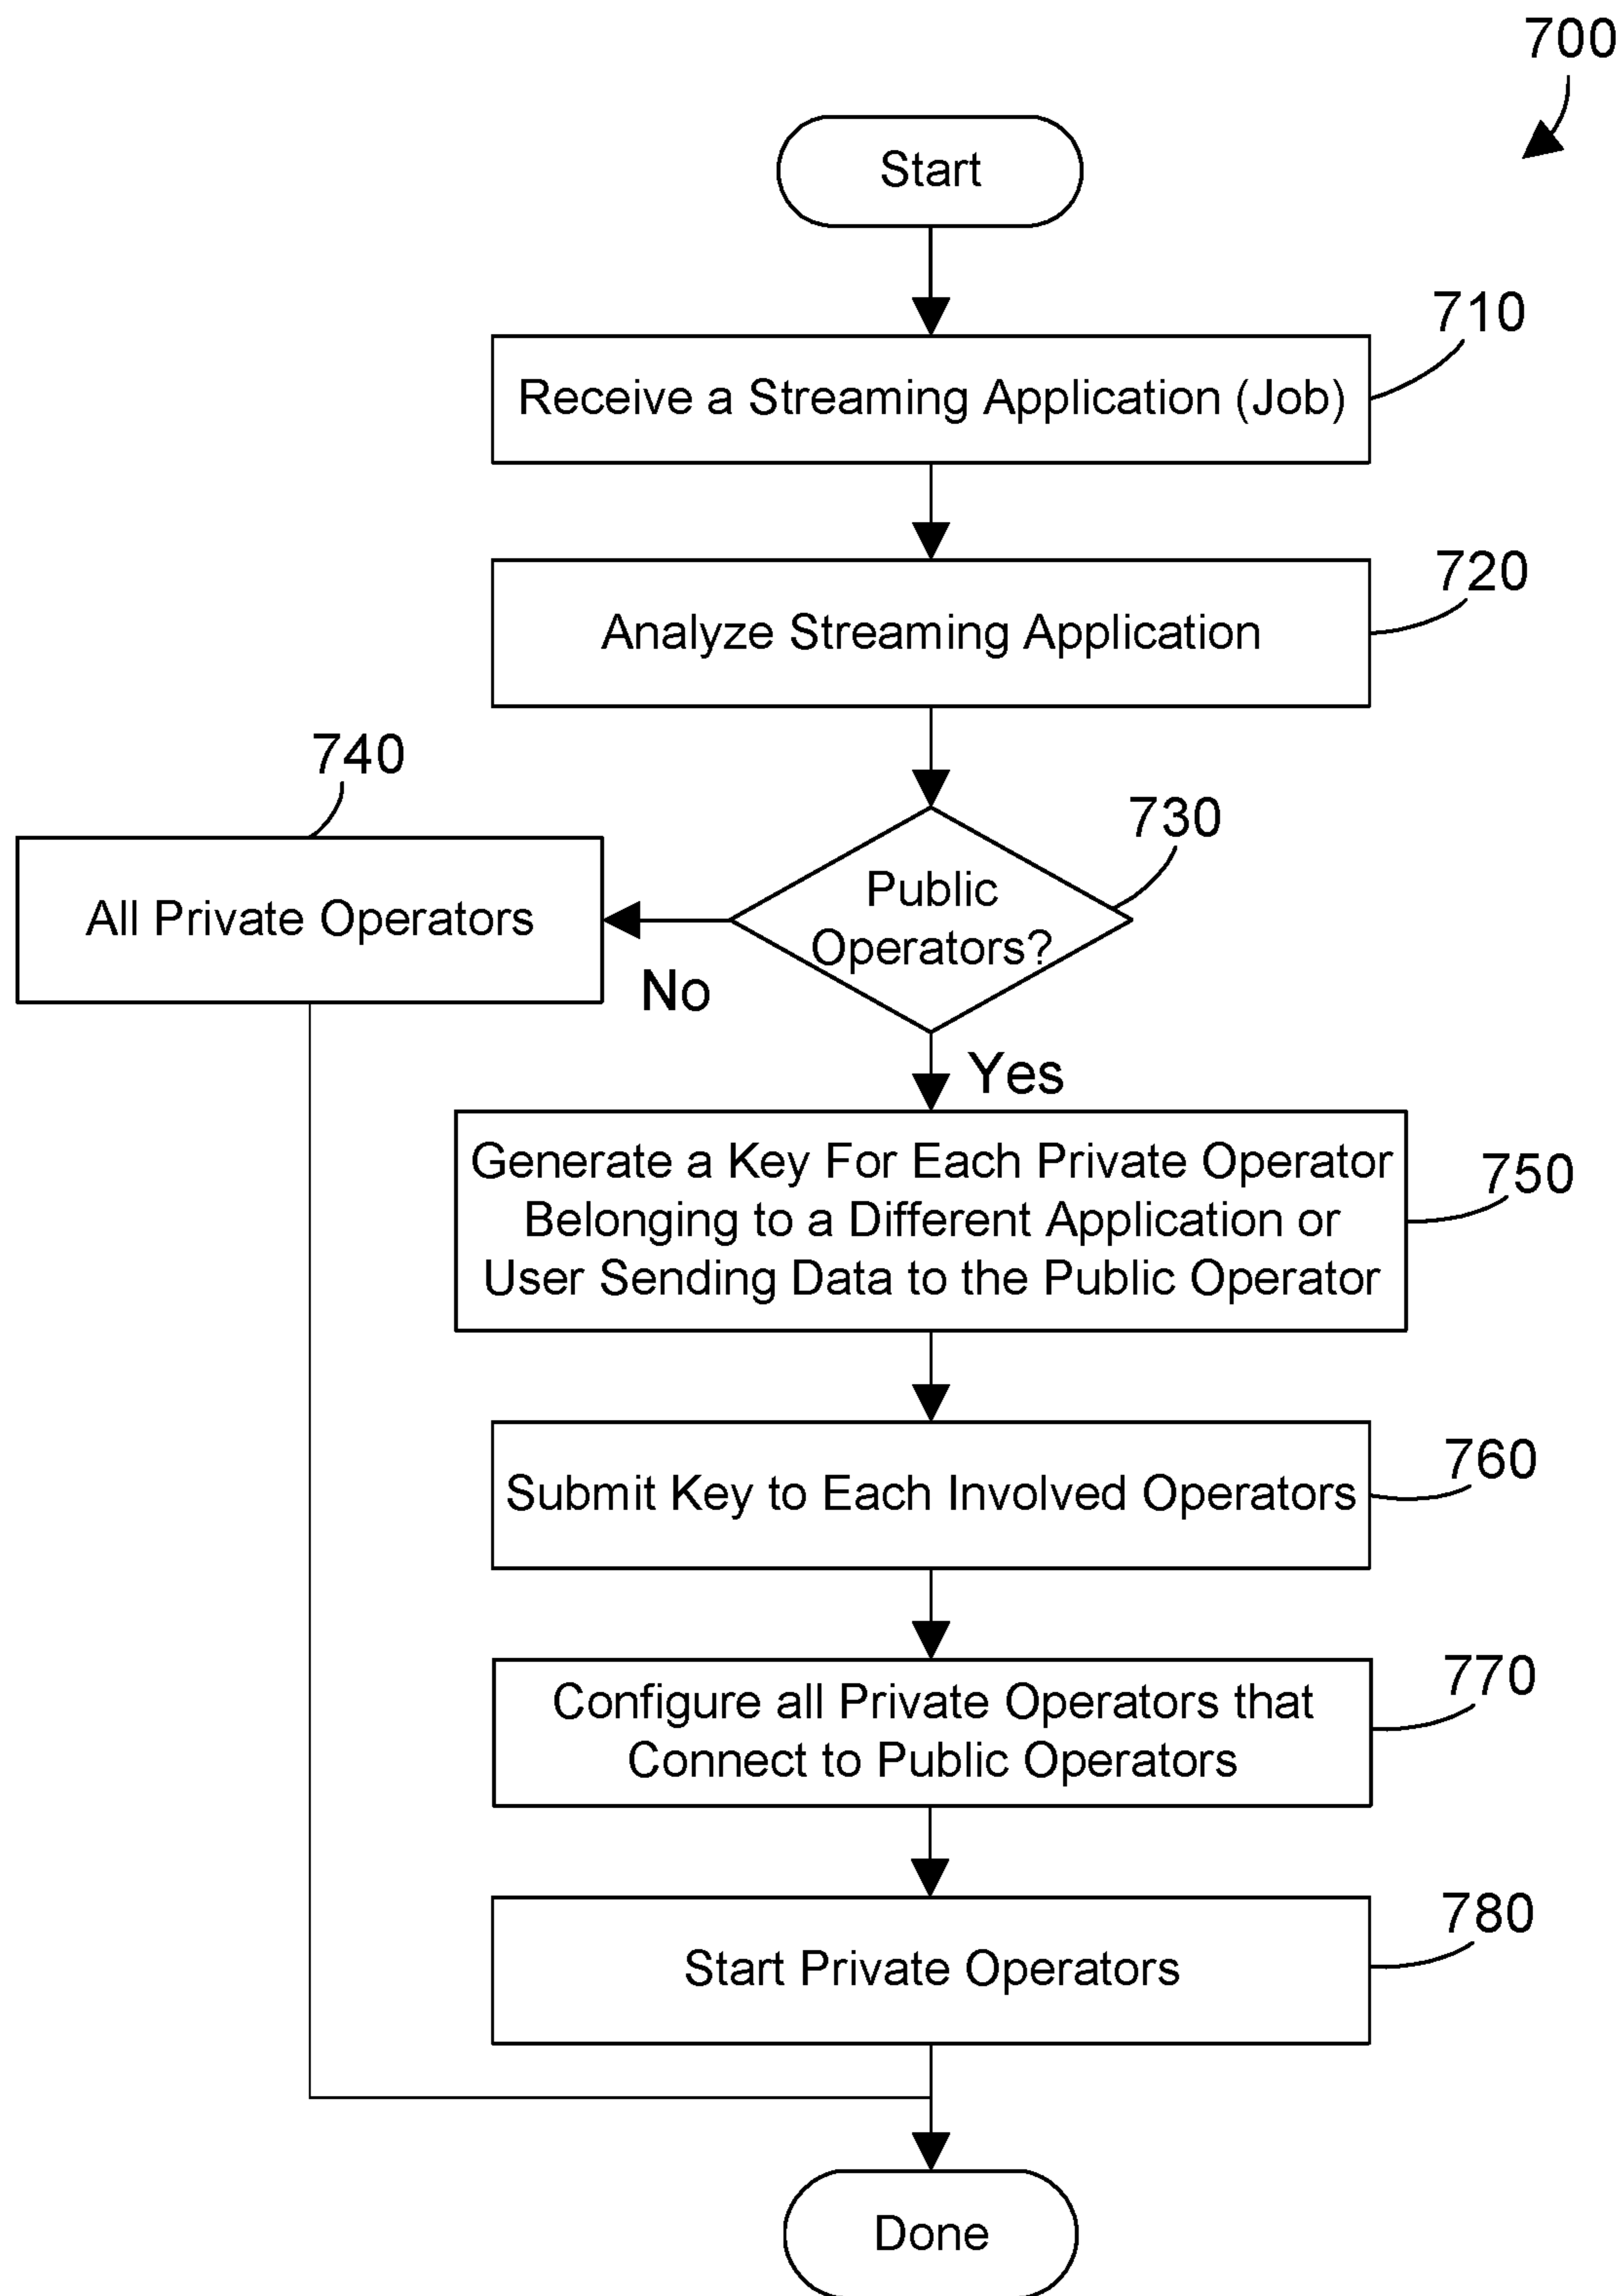 700
Start
710
Receive a Streaming Application (Job)
720
Analyze Streaming Application
740
730
Public
Operators?
All Private Operators
No
Yes
Generate a Key For Each Private Operator
Belonging to a Different Application or
User Sending Data to the Public Operator
750
760
Submit Key to Each Involved Operators
770
Configure all Private Operators that
Connect to Public Operators
780
Start Private Operators
Done